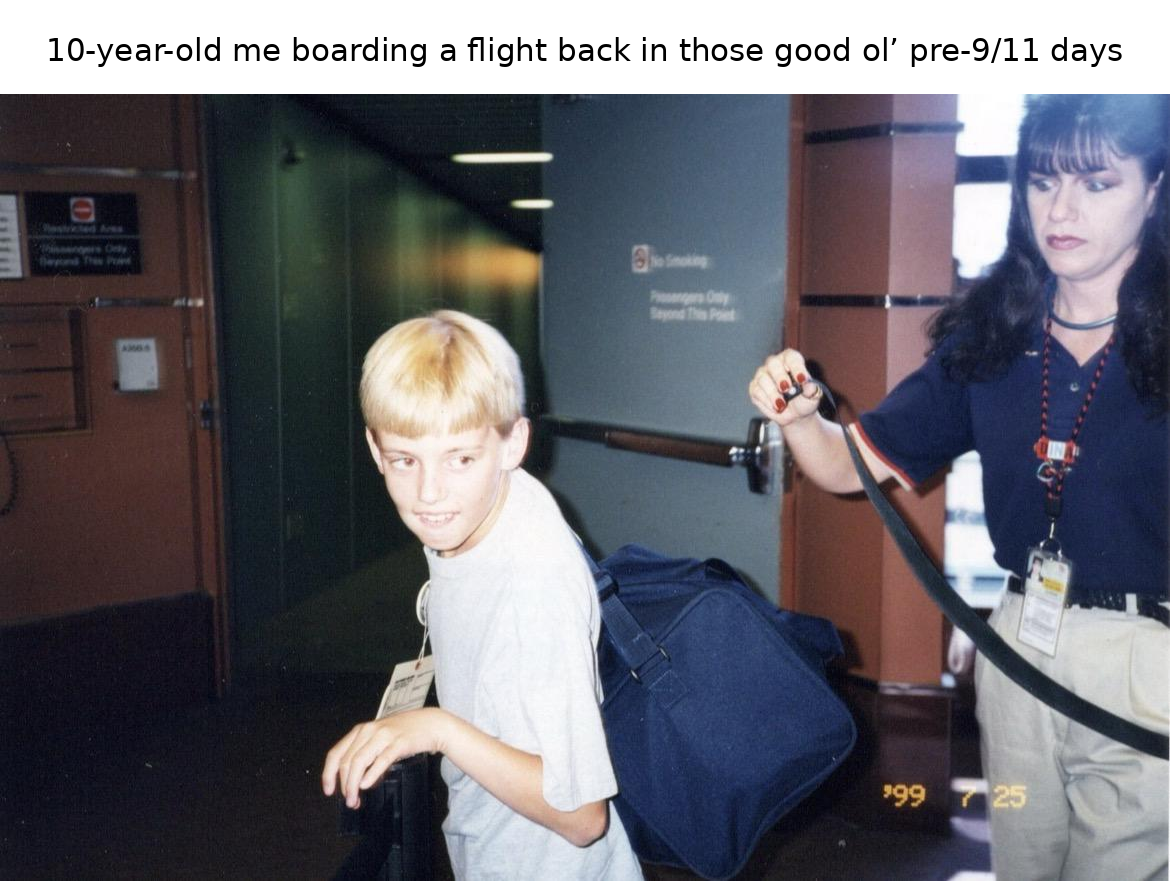 10-year-old me boarding a flight back in those good ol’ pre-9/11 days
Restricted Area
Passengers Only
Beyond This Point
No Smoking
Passengers Only
Beyond This Point
'99 7 25